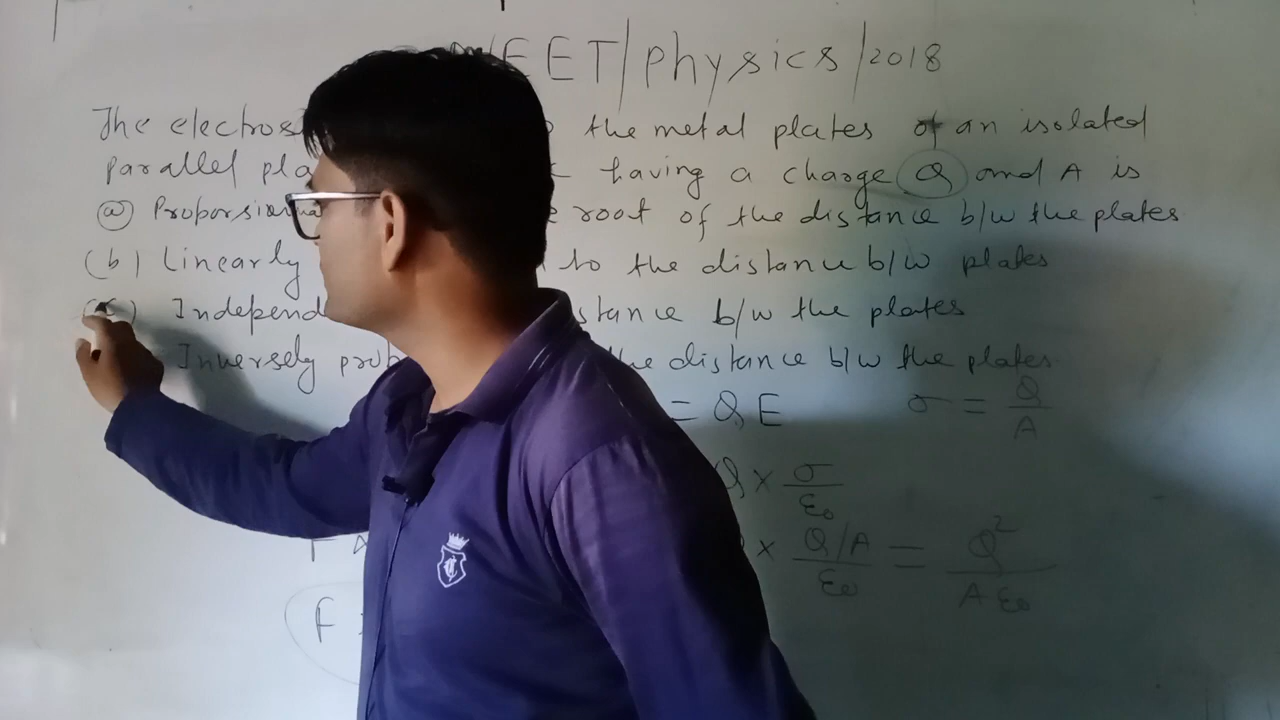 NEET/Physics/2018
The electros the metal plates of an isolated
Parallel pla having a charge Q and A is
(a) Proporsiona root of the distance b/w the plates
(b) Linearly to the distance b/w plates
(c) Independ stance b/w the plates
Inversely prob the distance b/w the plates
= QE σ = Q/A
Q × σ/ε₀
× Q/A/ε₀ = Q²/Aε₀
F
F